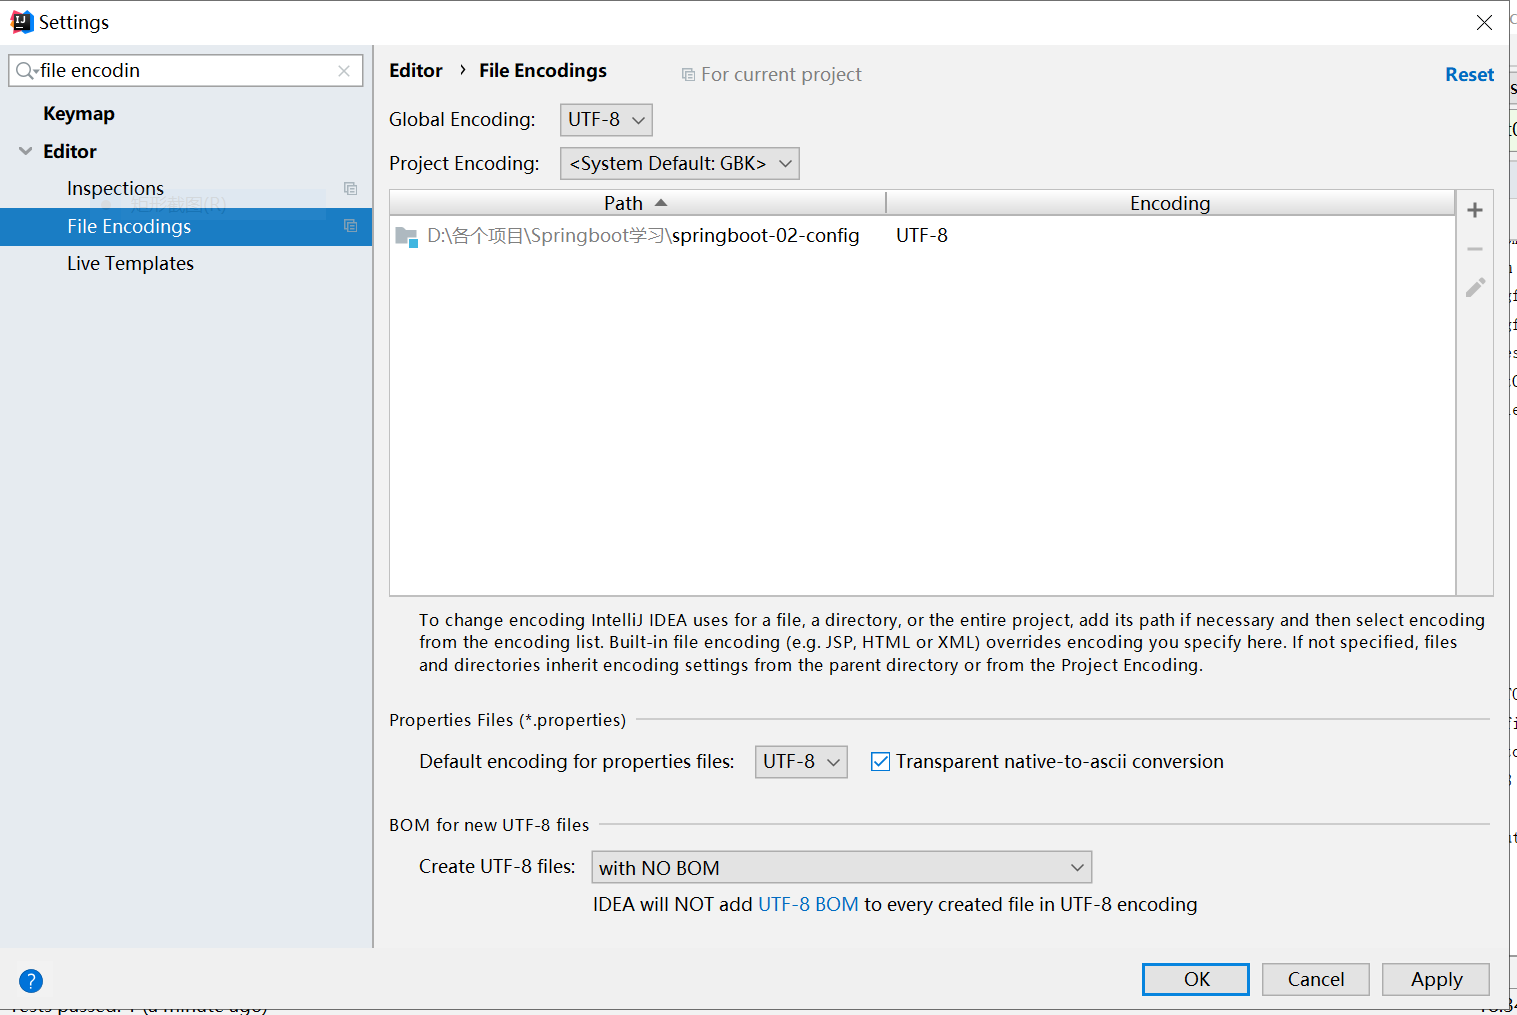 Settings
file encodin
Keymap
Editor
Inspections
矩形截图(R)
File Encodings
Live Templates
Editor › File Encodings
For current project
Reset
Global Encoding: UTF-8
Project Encoding: <System Default: GBK>
Path Encoding
D:\各个项目\Springboot学习\springboot-02-config UTF-8
To change encoding IntelliJ IDEA uses for a file, a directory, or the entire project, add its path if necessary and then select encoding
from the encoding list. Built-in file encoding (e.g. JSP, HTML or XML) overrides encoding you specify here. If not specified, files
and directories inherit encoding settings from the parent directory or from the Project Encoding.
Properties Files (*.properties)
Default encoding for properties files: UTF-8 Transparent native-to-ascii conversion
BOM for new UTF-8 files
Create UTF-8 files: with NO BOM
IDEA will NOT add UTF-8 BOM to every created file in UTF-8 encoding
?
OK Cancel Apply